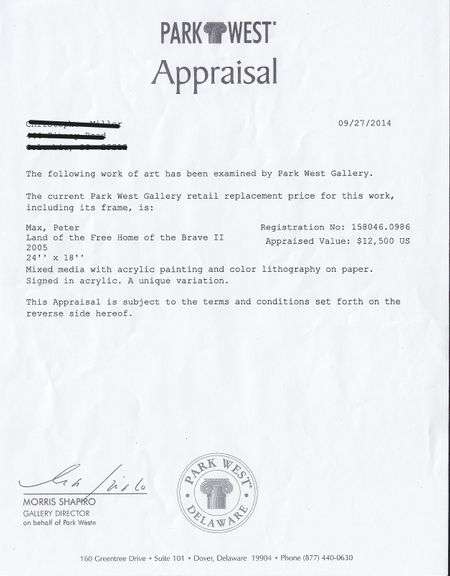 PARK WEST®
Appraisal
09/27/2014
The following work of art has been examined by Park West Gallery.
The current Park West Gallery retail replacement price for this work,
including its frame, is:
Max, Peter
Registration No: 158046.0986
Land of the Free Home of the Brave II
Appraised Value: $12,500 US
2005
24'' x 18''
Mixed media with acrylic painting and color lithography on paper.
Signed in acrylic. A unique variation.
This Appraisal is subject to the terms and conditions set forth on the
reverse side hereof.
MORRIS SHAPIRO
GALLERY DIRECTOR
on behalf of Park West®
PARK WEST®
DELAWARE
160 Greentree Drive • Suite 101 • Dover, Delaware 19904 • Phone (877) 440-0630